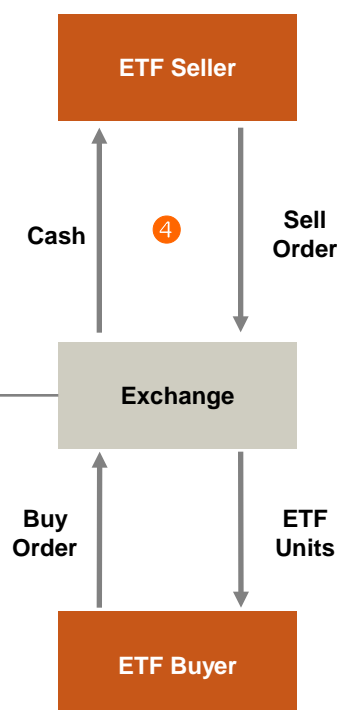 ETF Seller
Cash
4
Sell
Order
Exchange
Buy
Order
ETF
Units
ETF Buyer